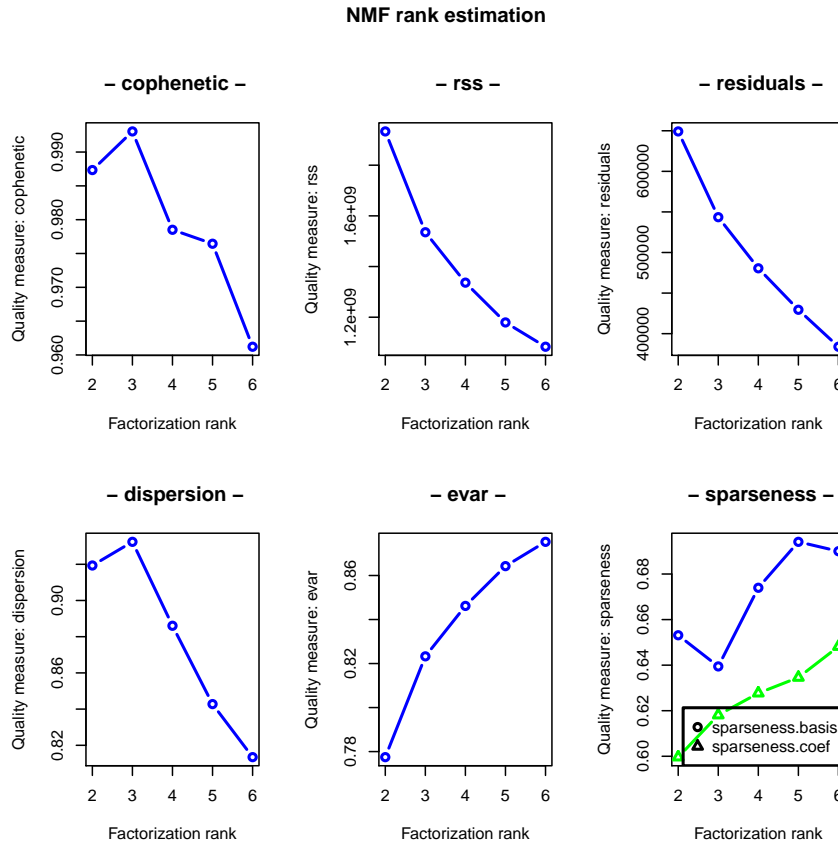 NMF rank estimation
– cophenetic –
Quality measure: cophenetic
0.960 0.970 0.980 0.990
2 3 4 5 6
Factorization rank
– rss –
Quality measure: rss
1.2e+09 1.6e+09
2 3 4 5 6
Factorization rank
– residuals –
Quality measure: residuals
400000 500000 600000
2 3 4 5 6
Factorization rank
– dispersion –
Quality measure: dispersion
0.82 0.86 0.90
2 3 4 5 6
Factorization rank
– evar –
Quality measure: evar
0.78 0.82 0.86
2 3 4 5 6
Factorization rank
– sparseness –
Quality measure: sparseness
0.60 0.62 0.64 0.66 0.68
sparseness.basis
sparseness.coef
2 3 4 5 6
Factorization rank